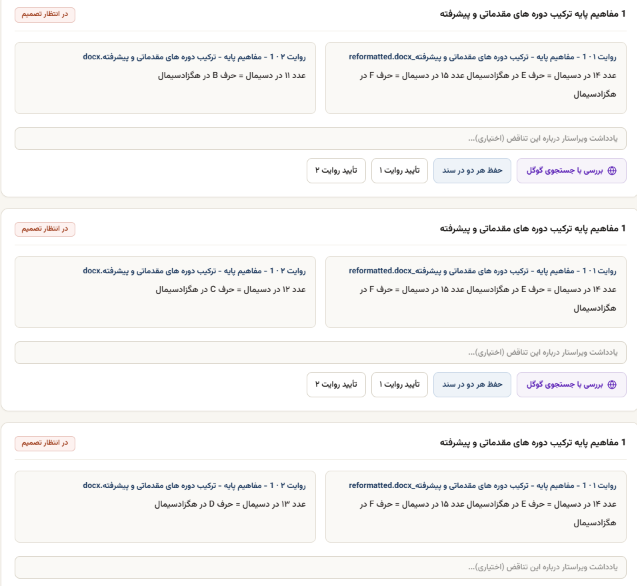 1 مفاهیم پایه ترکیب دوره های مقدماتی و پیشرفته
در انتظار تصمیم
روایت ۱ · 1 - مفاهیم پایه - ترکیب دوره های مقدماتی و پیشرفته_reformatted.docx
عدد ۱۴ در دسیمال = حرف E در هگزادسیمال عدد ۱۵ در دسیمال = حرف F در
هگزادسیمال
روایت ۲ · 1 - مفاهیم پایه - ترکیب دوره های مقدماتی و پیشرفته.docx
عدد ۱۱ در دسیمال = حرف B در هگزادسیمال
یادداشت ویراستار درباره این تناقض (اختیاری)...
بررسی با جستجوی گوگل
حفظ هر دو در سند
تأیید روایت ۱
تأیید روایت ۲
1 مفاهیم پایه ترکیب دوره های مقدماتی و پیشرفته
در انتظار تصمیم
روایت ۱ · 1 - مفاهیم پایه - ترکیب دوره های مقدماتی و پیشرفته_reformatted.docx
عدد ۱۴ در دسیمال = حرف E در هگزادسیمال عدد ۱۵ در دسیمال = حرف F در
هگزادسیمال
روایت ۲ · 1 - مفاهیم پایه - ترکیب دوره های مقدماتی و پیشرفته.docx
عدد ۱۲ در دسیمال = حرف C در هگزادسیمال
یادداشت ویراستار درباره این تناقض (اختیاری)...
بررسی با جستجوی گوگل
حفظ هر دو در سند
تأیید روایت ۱
تأیید روایت ۲
1 مفاهیم پایه ترکیب دوره های مقدماتی و پیشرفته
در انتظار تصمیم
روایت ۱ · 1 - مفاهیم پایه - ترکیب دوره های مقدماتی و پیشرفته_reformatted.docx
عدد ۱۴ در دسیمال = حرف E در هگزادسیمال عدد ۱۵ در دسیمال = حرف F در
هگزادسیمال
روایت ۲ · 1 - مفاهیم پایه - ترکیب دوره های مقدماتی و پیشرفته.docx
عدد ۱۳ در دسیمال = حرف D در هگزادسیمال
یادداشت ویراستار درباره این تناقض (اختیاری)...